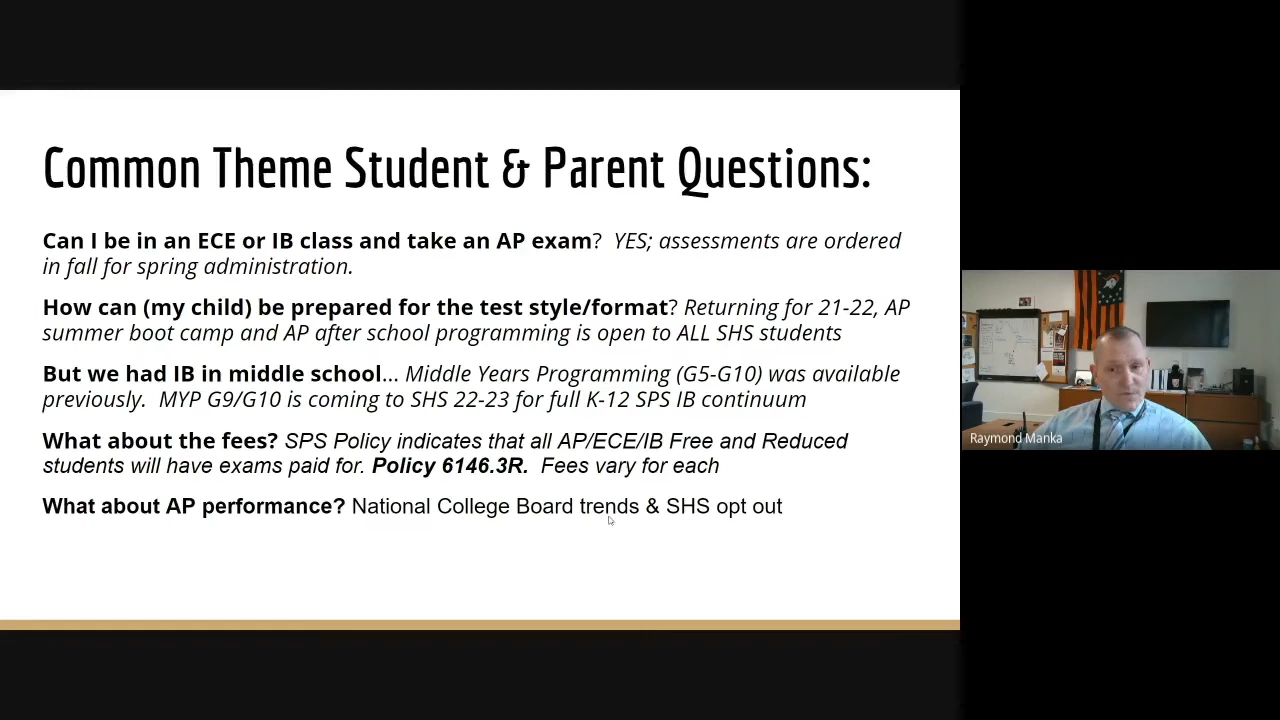 Common Theme Student & Parent Questions:
Can I be in an ECE or IB class and take an AP exam? YES; assessments are ordered
in fall for spring administration.
How can (my child) be prepared for the test style/format? Returning for 21-22, AP
summer boot camp and AP after school programming is open to ALL SHS students
But we had IB in middle school... Middle Years Programming (G5-G10) was available
previously. MYP G9/G10 is coming to SHS 22-23 for full K-12 SPS IB continuum
What about the fees? SPS Policy indicates that all AP/ECE/IB Free and Reduced
students will have exams paid for. Policy 6146.3R. Fees vary for each
What about AP performance? National College Board trends & SHS opt out
Raymond Manka